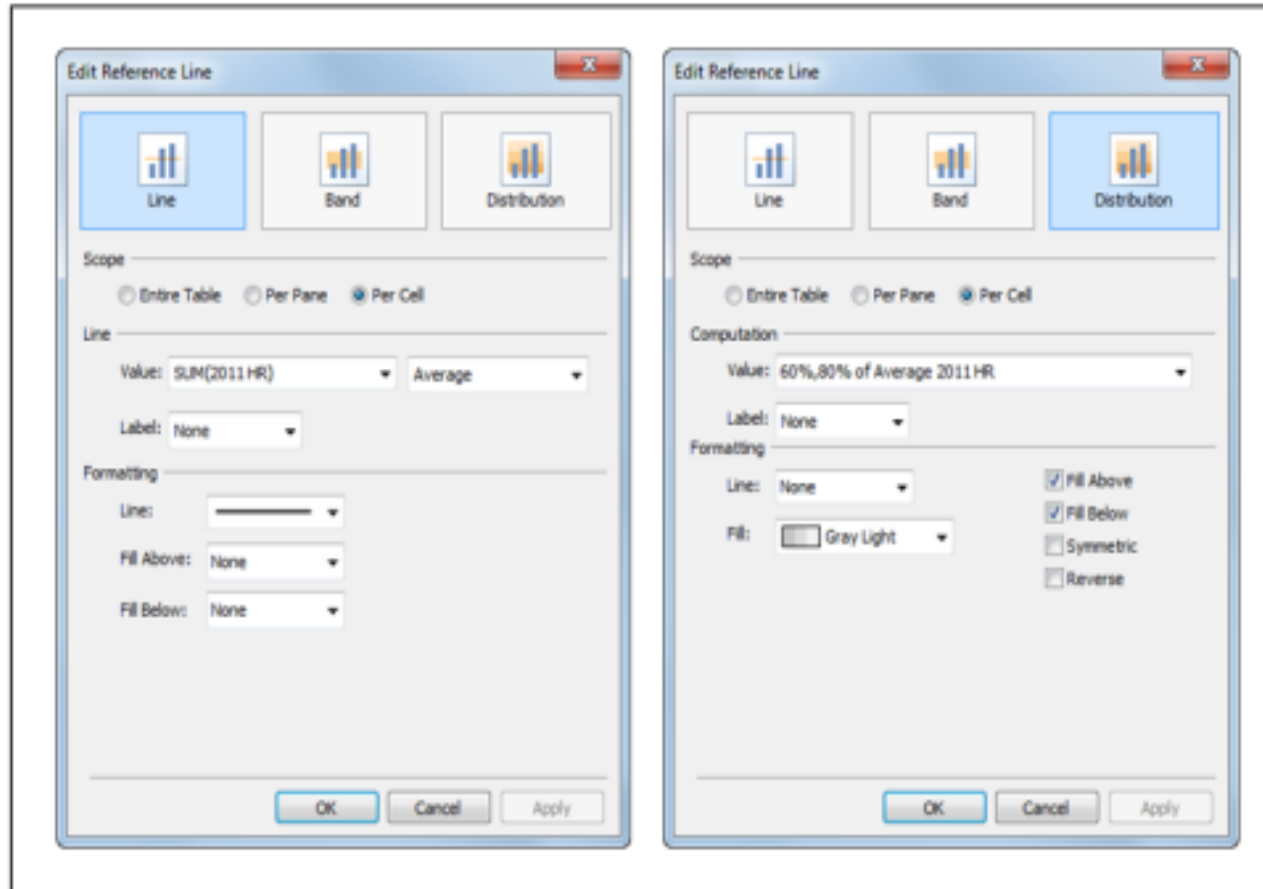 Edit Reference Line
Line
Band
Distribution
Scope
Entire Table
Per Pane
Per Cell
Line
Value: SUM(2011 HR)
Average
Label: None
Formatting
Line:
Fill Above: None
Fill Below: None
OK
Cancel
Apply
Edit Reference Line
Line
Band
Distribution
Scope
Entire Table
Per Pane
Per Cell
Computation
Value: 60%,80% of Average 2011 HR
Label: None
Formatting
Line: None
Fill: Gray Light
Fill Above
Fill Below
Symmetric
Reverse
OK
Cancel
Apply